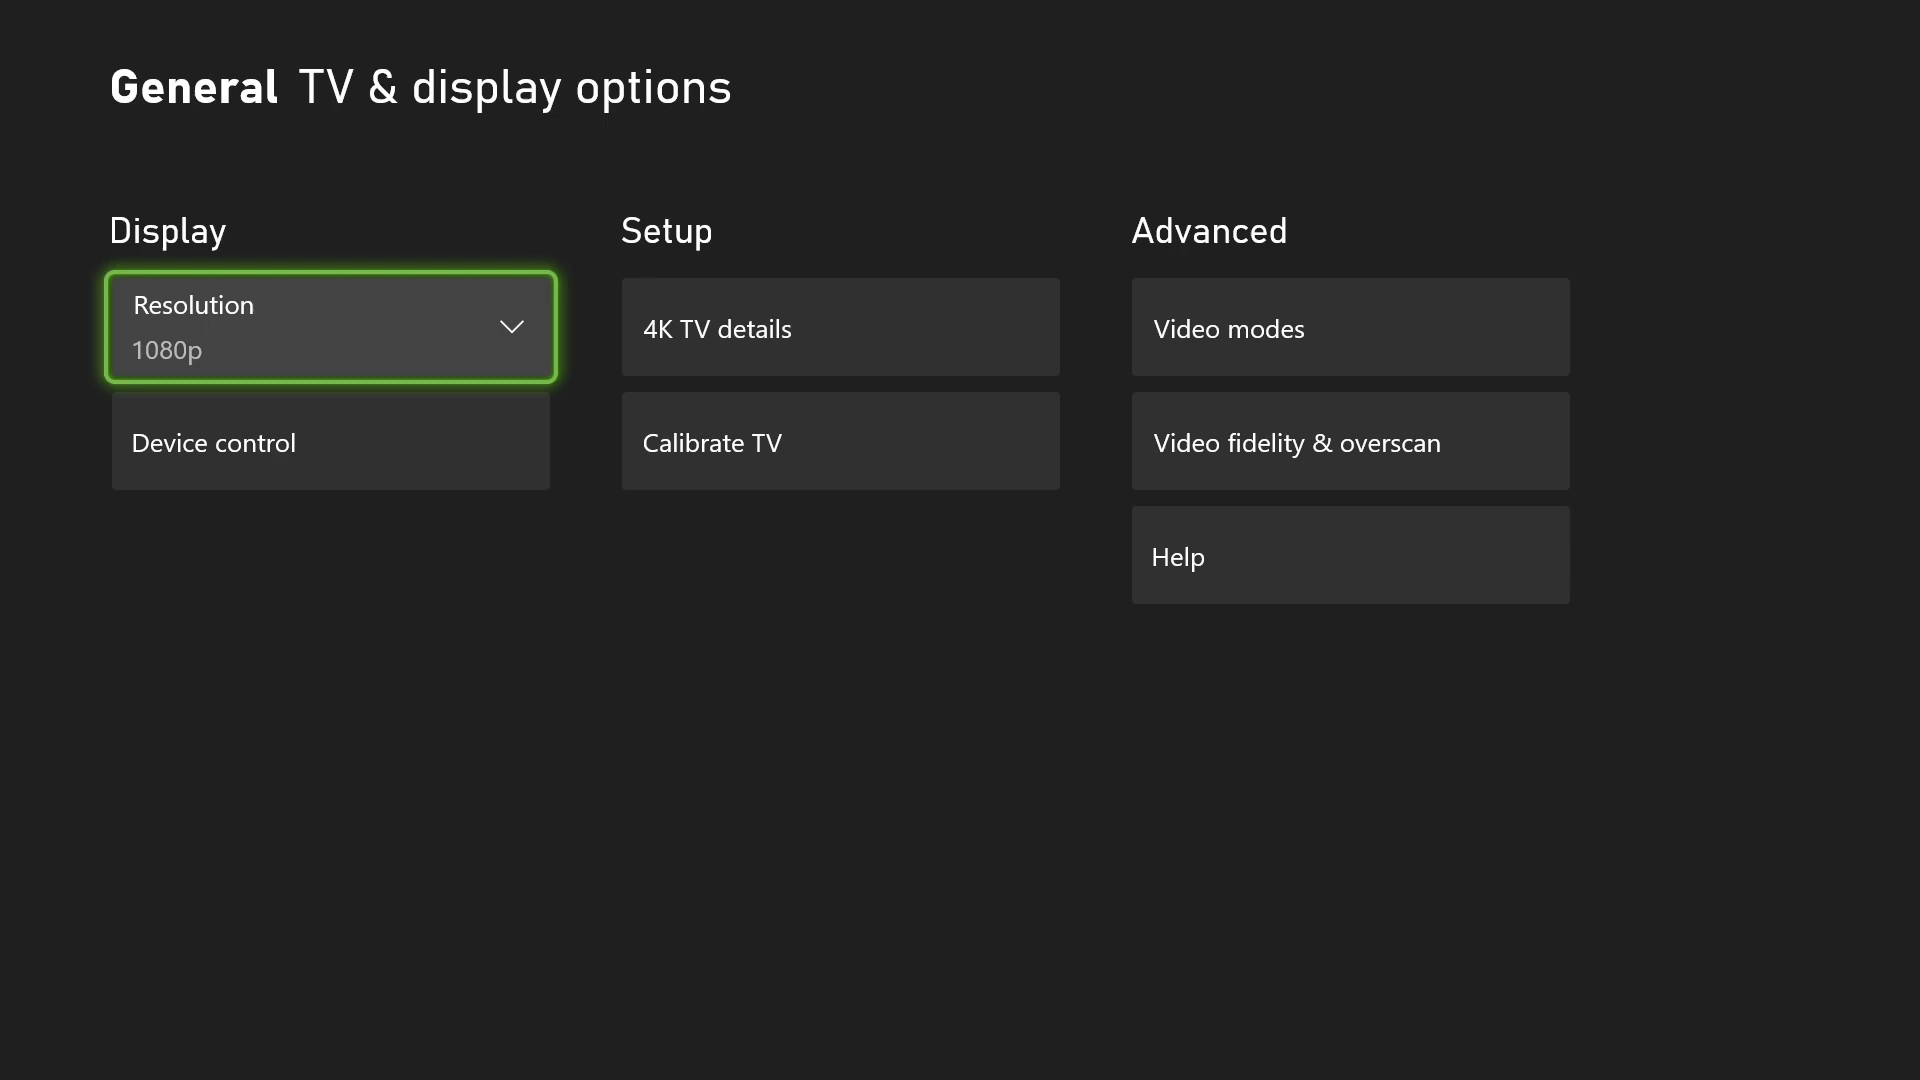 General TV & display options
Display
Resolution
1080p
Device control
Setup
4K TV details
Calibrate TV
Advanced
Video modes
Video fidelity & overscan
Help